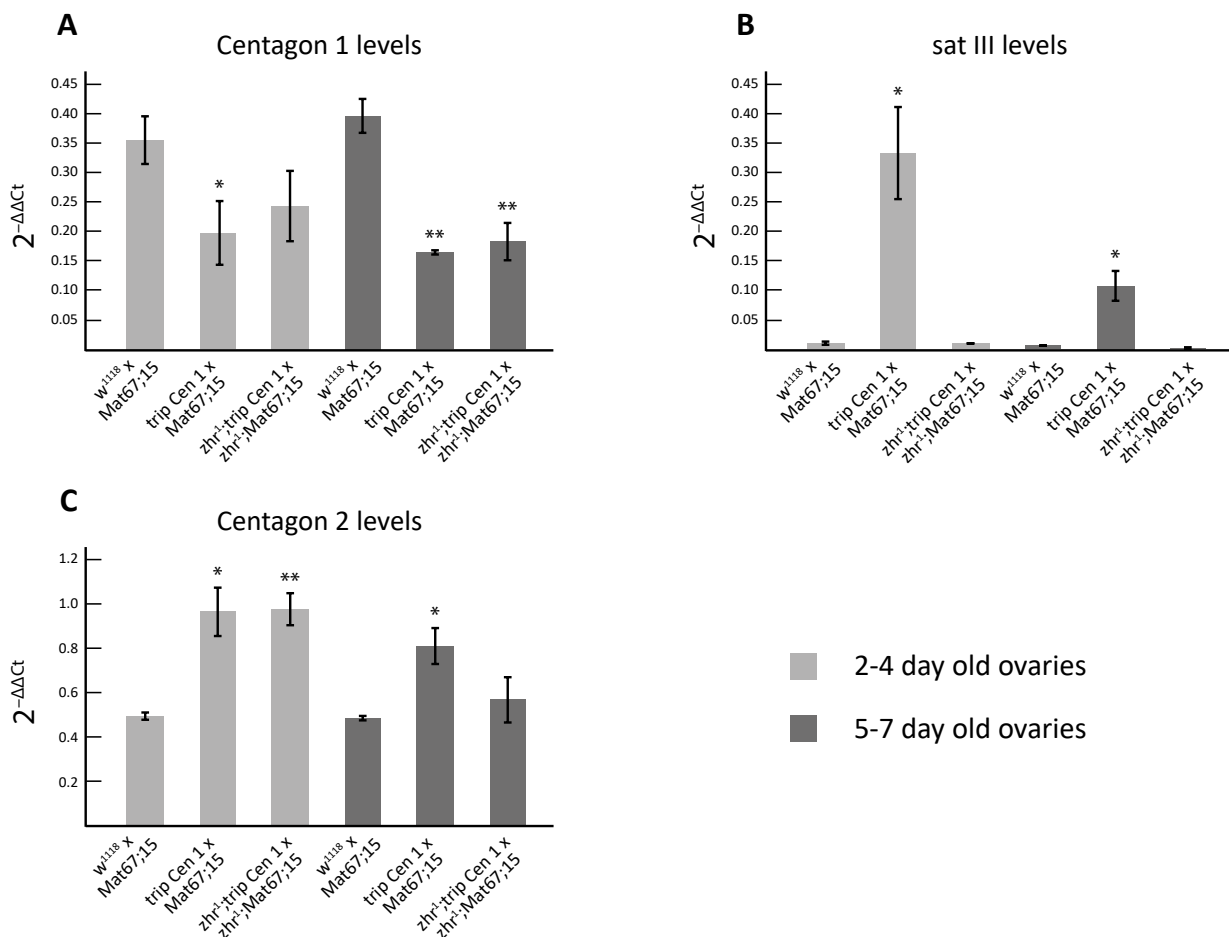 A
Centagon 1 levels
0.45
0.40
0.35
0.30
0.25
0.20
0.15
0.10
0.05
2^−ΔΔCt
*
**
**
w¹¹¹⁸ x
Mat67;15
trip Cen 1 x
Mat67;15
zhr¹;trip Cen 1 x
zhr¹;Mat67;15
w¹¹¹⁸ x
Mat67;15
trip Cen 1 x
Mat67;15
zhr¹;trip Cen 1 x
zhr¹;Mat67;15
B
sat III levels
0.45
0.40
0.35
0.30
0.25
0.20
0.15
0.10
0.05
2^−ΔΔCt
*
*
w¹¹¹⁸ x
Mat67;15
trip Cen 1 x
Mat67;15
zhr¹;trip Cen 1 x
zhr¹;Mat67;15
w¹¹¹⁸ x
Mat67;15
trip Cen 1 x
Mat67;15
zhr¹;trip Cen 1 x
zhr¹;Mat67;15
C
Centagon 2 levels
1.2
1.0
0.8
0.6
0.4
0.2
2^−ΔΔCt
*
**
*
w¹¹¹⁸ x
Mat67;15
trip Cen 1 x
Mat67;15
zhr¹;trip Cen 1 x
zhr¹;Mat67;15
w¹¹¹⁸ x
Mat67;15
trip Cen 1 x
Mat67;15
zhr¹;trip Cen 1 x
zhr¹;Mat67;15
2-4 day old ovaries
5-7 day old ovaries